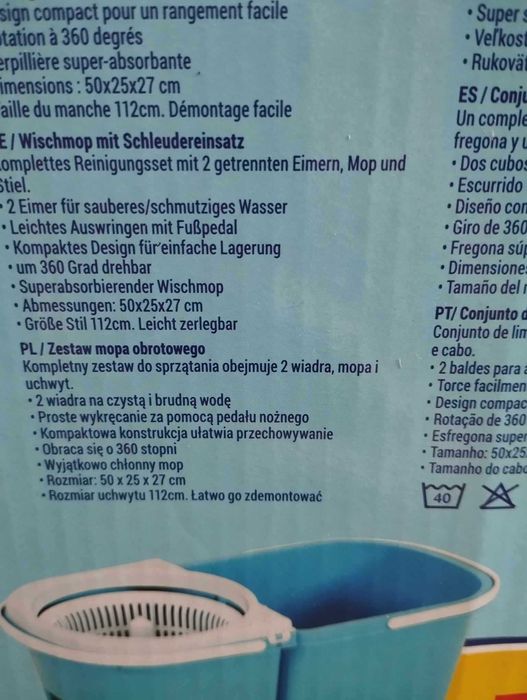 sign compact pour un rangement facile
tation à 360 degrés
erpillière super-absorbante
imensions : 50x25x27 cm
aille du manche 112cm. Démontage facile
E / Wischmop mit Schleudereinsatz
omplettes Reinigungsset mit 2 getrennten Eimern, Mop und
Stiel.
• 2 Eimer für sauberes/schmutziges Wasser
• Leichtes Auswringen mit Fußpedal
• Kompaktes Design für einfache Lagerung
• um 360 Grad drehbar
• Superabsorbierender Wischmop
• Abmessungen: 50x25x27 cm
• Größe Stil 112cm. Leicht zerlegbar
PL / Zestaw mopa obrotowego
Kompletny zestaw do sprzątania obejmuje 2 wiadra, mopa i
uchwyt.
• 2 wiadra na czystą i brudną wodę
• Proste wykręcanie za pomocą pedału nożnego
• Kompaktowa konstrukcja ułatwia przechowywanie
• Obraca się o 360 stopni
• Wyjątkowo chłonny mop
• Rozmiar: 50 x 25 x 27 cm
• Rozmiar uchwytu 112cm. Łatwo go zdemontować
• Super s
• Veľkosť
• Rukovä
ES / Conju
Un comple
fregona y u
• Dos cubos
• Escurrido
• Diseño con
• Giro de 360
• Fregona súp
• Dimensione
• Tamaño del m
PT/ Conjunto d
Conjunto de lim
e cabo.
• 2 baldes para a
• Torce facilmen
• Design compac
• Rotação de 360
• Esfregona super
• Tamanho: 50x25
• Tamanho do cabo
40